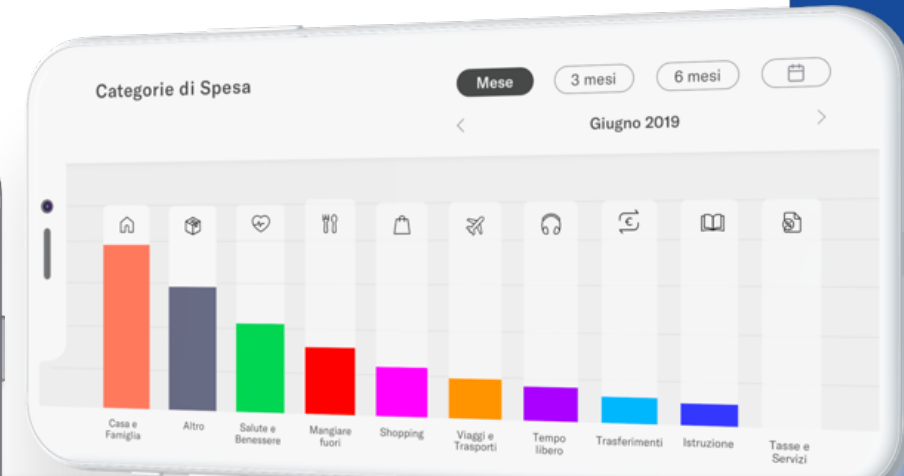 Categorie di Spesa
Mese
3 mesi
6 mesi
Giugno 2019
Casa e
Famiglia
Altro
Salute e
Benessere
Mangiare
fuori
Shopping
Viaggi e
Trasporti
Tempo
libero
Trasferimenti
Istruzione
Tasse e
Servizi